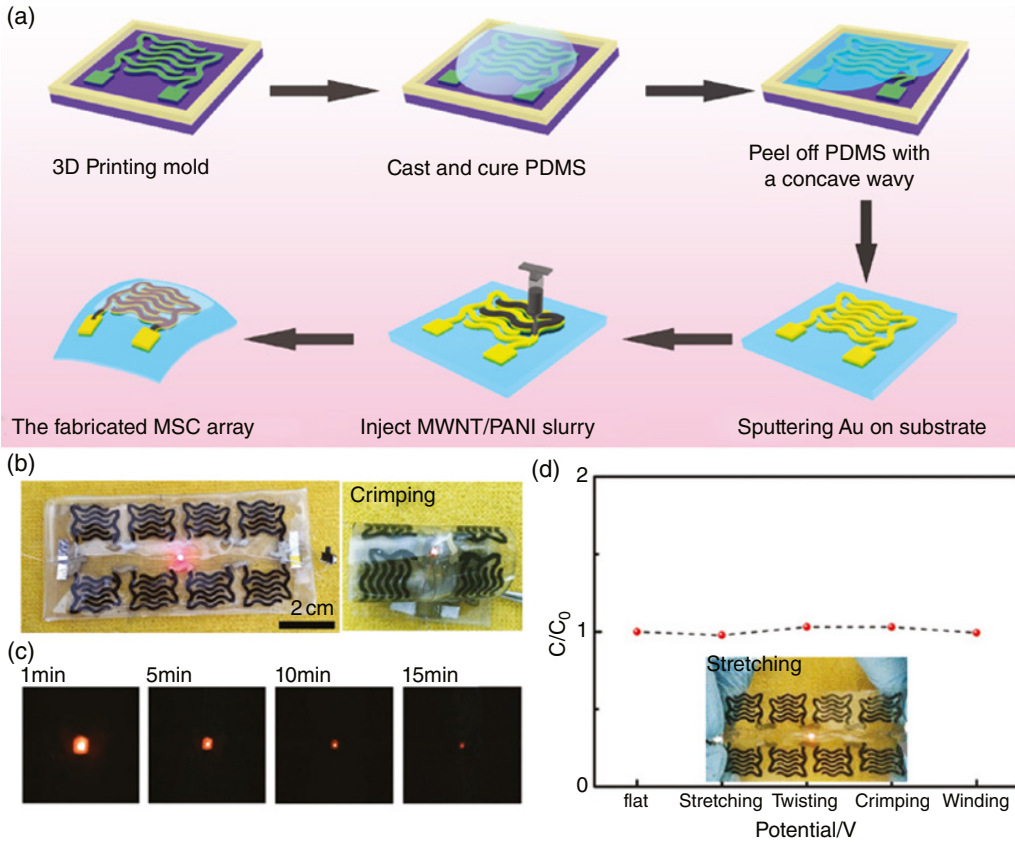 (a)
3D Printing mold
Cast and cure PDMS
Peel off PDMS with
a concave wavy
The fabricated MSC array
Inject MWNT/PANI slurry
Sputtering Au on substrate
(b)
Crimping
2 cm
(c)
1min
5min
10min
15min
(d)
2
1
0
C/C₀
Stretching
flat
Stretching
Twisting
Crimping
Winding
Potential/V